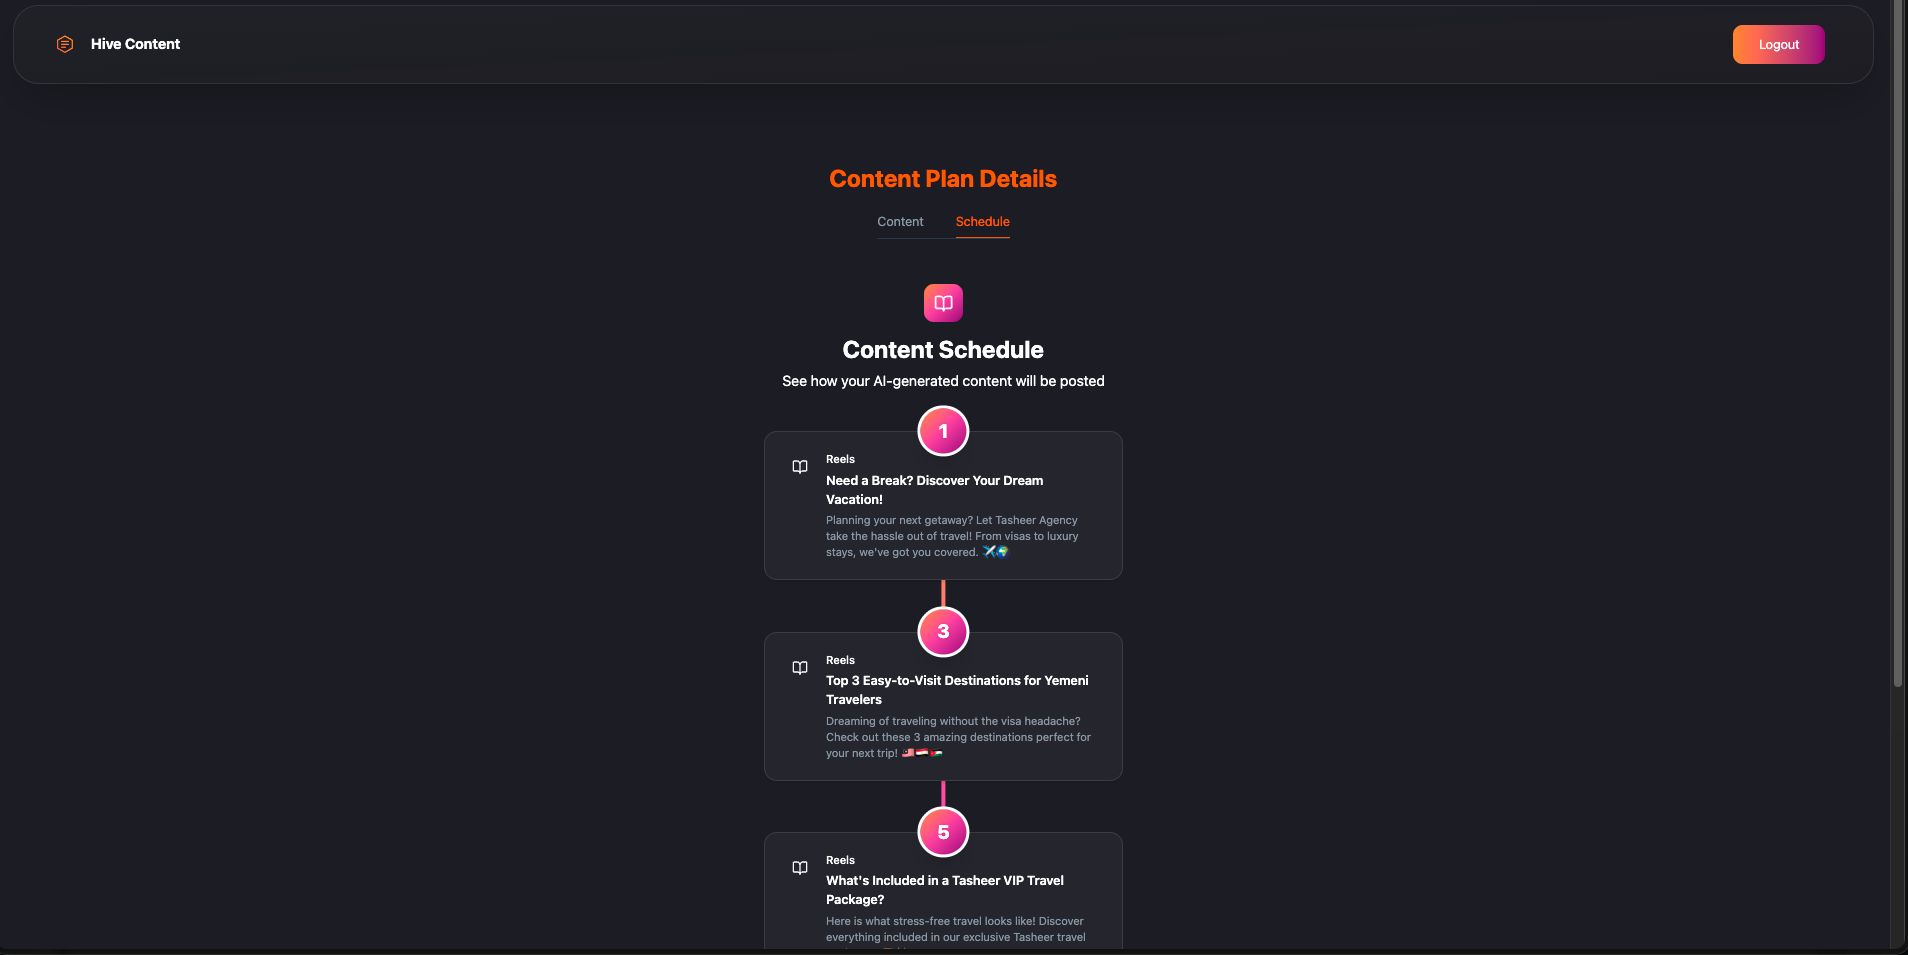 Hive Content
Logout
Content Plan Details
Content Schedule
Content Schedule
See how your AI-generated content will be posted
1
Reels
Need a Break? Discover Your Dream
Vacation!
Planning your next getaway? Let Tasheer Agency
take the hassle out of travel! From visas to luxury
stays, we've got you covered. ✈️🌍
3
Reels
Top 3 Easy-to-Visit Destinations for Yemeni
Travelers
Dreaming of traveling without the visa headache?
Check out these 3 amazing destinations perfect for
your next trip! 🇲🇾🇪🇬🇯🇴
5
Reels
What's Included in a Tasheer VIP Travel
Package?
Here is what stress-free travel looks like! Discover
everything included in our exclusive Tasheer travel